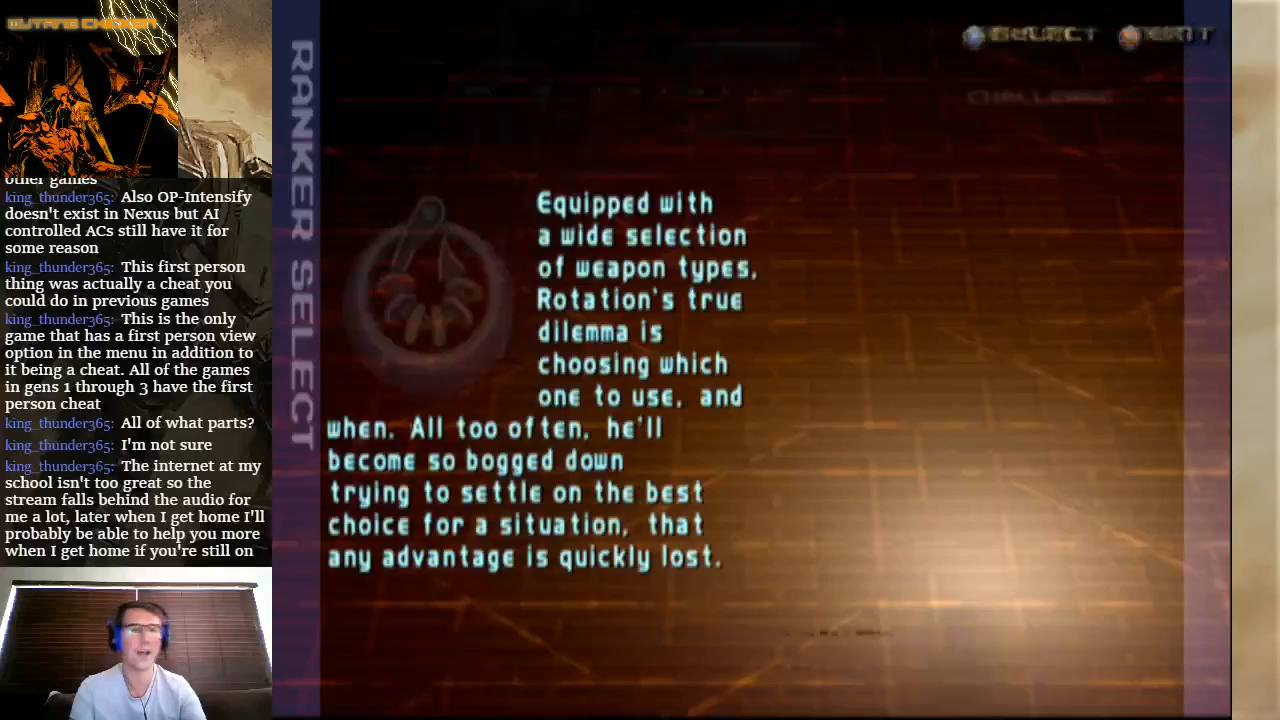 WUTANG CHICKEN
other games
king_thunder365: Also OP-Intensify
doesn't exist in Nexus but AI
controlled ACs still have it for
some reason
king_thunder365: This first person
thing was actually a cheat you
could do in previous games
king_thunder365: This is the only
game that has a first person view
option in the menu in addition to
it being a cheat. All of the games
in gens 1 through 3 have the first
person cheat
king_thunder365: All of what parts?
king_thunder365: I'm not sure
king_thunder365: The internet at my
school isn't too great so the
stream falls behind the audio for
me a lot, later when I get home I'll
probably be able to help you more
when I get home if you're still on
RANKER SELECT
SELECT
CHALLENGE
Equipped with
a wide selection
of weapon types,
Rotation's true
dilemma is
choosing which
one to use, and
when. All too often, he'll
become so bogged down
trying to settle on the best
choice for a situation, that
any advantage is quickly lost.